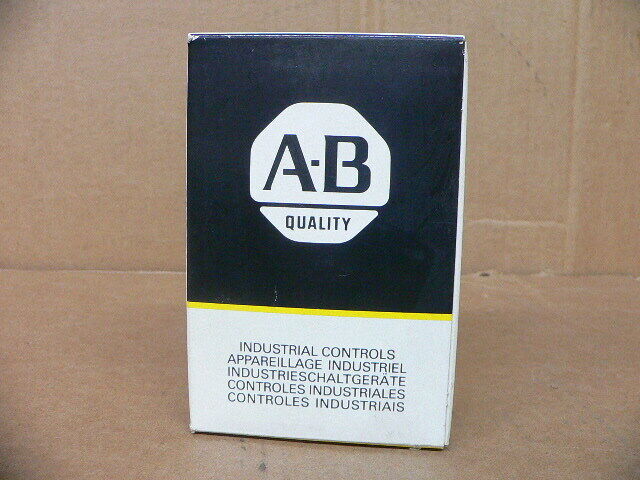 A-B
QUALITY
INDUSTRIAL CONTROLS
APPAREILLAGE INDUSTRIEL
INDUSTRIESCHALTGERÄTE
CONTROLES INDUSTRIALES
CONTROLES INDUSTRIAIS